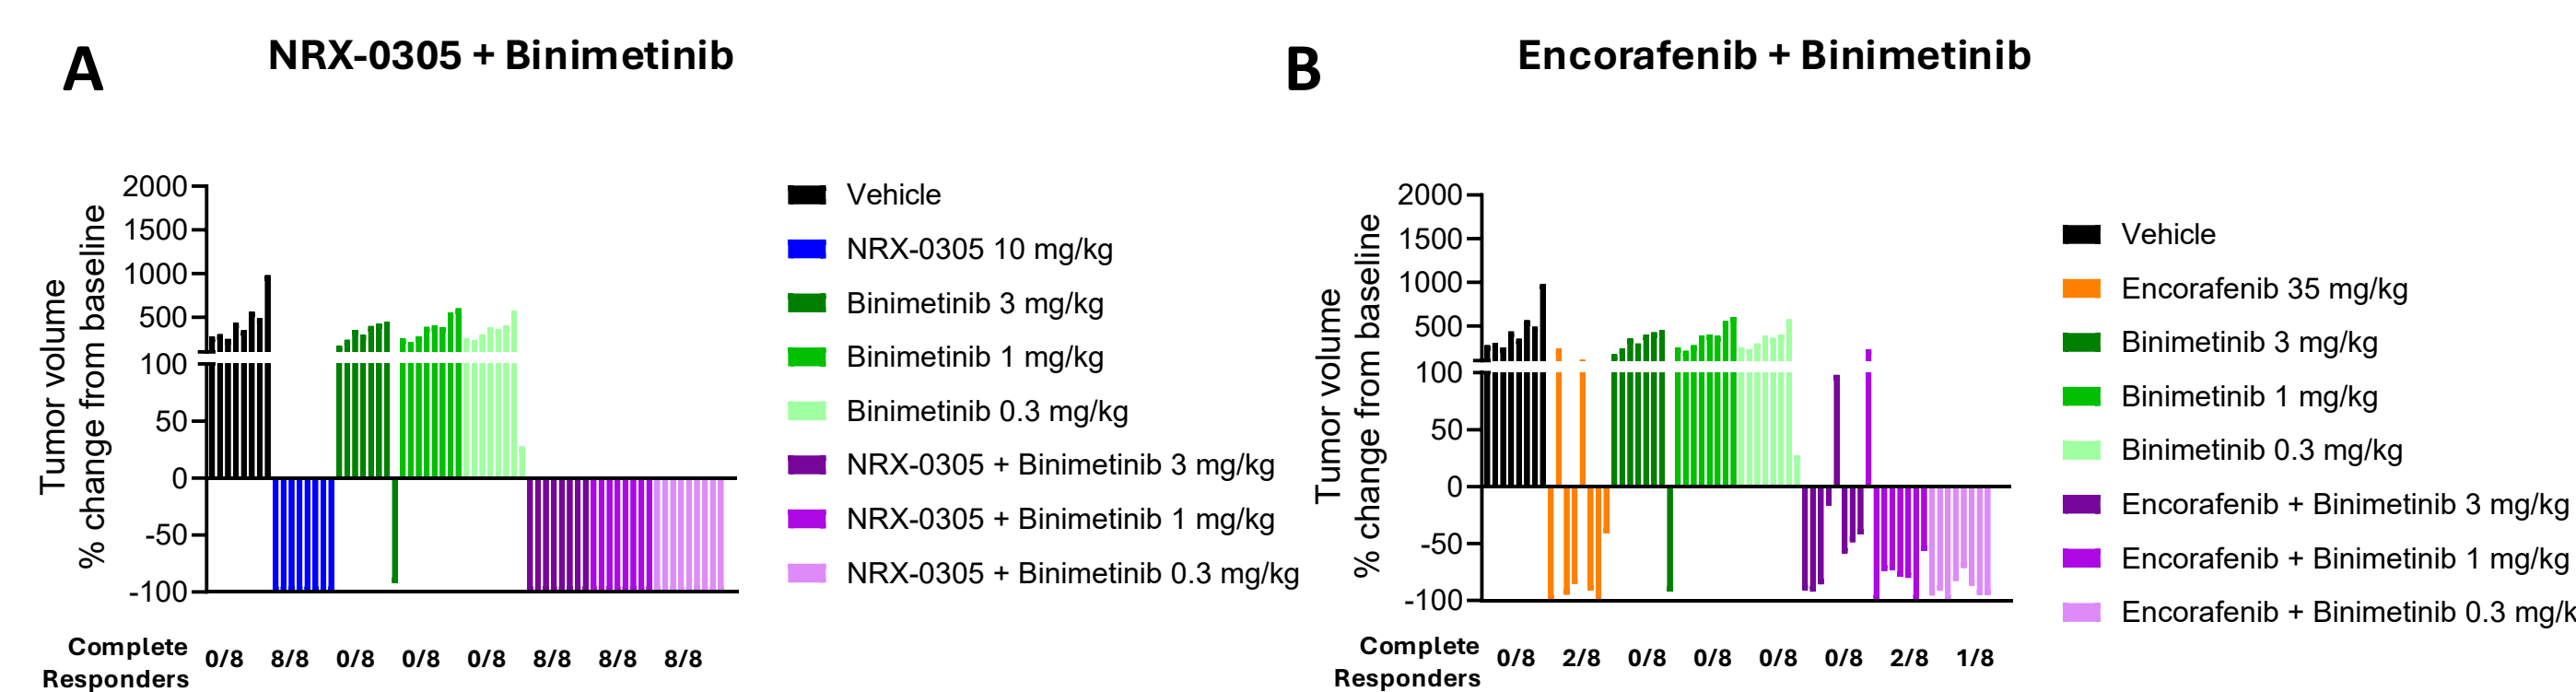 A
NRX-0305 + Binimetinib
Tumor volume
% change from baseline
2000
1500
1000
500
100
50
0
-50
-100
Vehicle
NRX-0305 10 mg/kg
Binimetinib 3 mg/kg
Binimetinib 1 mg/kg
Binimetinib 0.3 mg/kg
NRX-0305 + Binimetinib 3 mg/kg
NRX-0305 + Binimetinib 1 mg/kg
NRX-0305 + Binimetinib 0.3 mg/kg
Complete
Responders
0/8 8/8 0/8 0/8 0/8 8/8 8/8 8/8
B
Encorafenib + Binimetinib
Tumor volume
% change from baseline
2000
1500
1000
500
100
50
0
-50
-100
Vehicle
Encorafenib 35 mg/kg
Binimetinib 3 mg/kg
Binimetinib 1 mg/kg
Binimetinib 0.3 mg/kg
Encorafenib + Binimetinib 3 mg/kg
Encorafenib + Binimetinib 1 mg/kg
Encorafenib + Binimetinib 0.3 mg/k
Complete
Responders
0/8 2/8 0/8 0/8 0/8 0/8 2/8 1/8